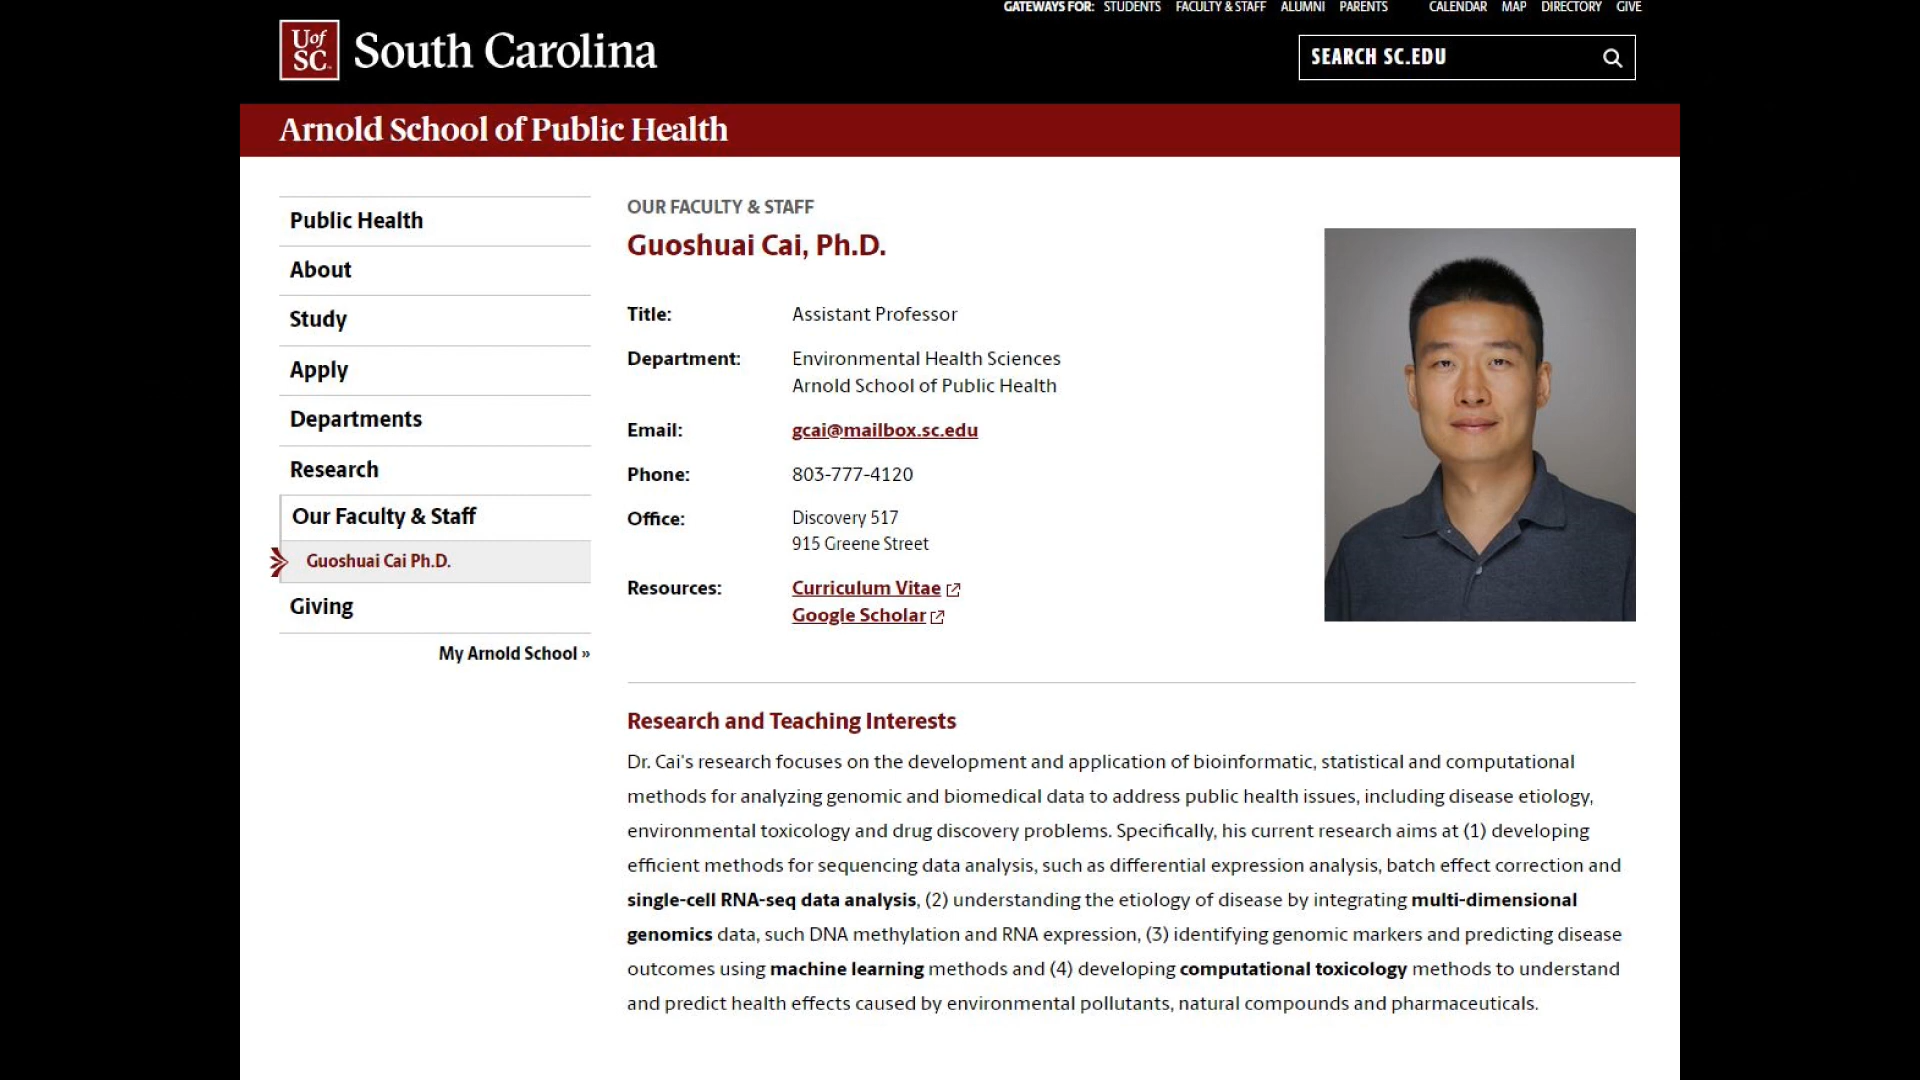 GATEWAYS FOR: STUDENTS FACULTY & STAFF ALUMNI PARENTS CALENDAR MAP DIRECTORY GIVE
UofSC South Carolina
SEARCH SC.EDU
Arnold School of Public Health
Public Health
About
Study
Apply
Departments
Research
Our Faculty & Staff
Guoshuai Cai Ph.D.
Giving
My Arnold School »
OUR FACULTY & STAFF
Guoshuai Cai, Ph.D.
Title: Assistant Professor
Department: Environmental Health Sciences
Arnold School of Public Health
Email: gcai@mailbox.sc.edu
Phone: 803-777-4120
Office: Discovery 517
915 Greene Street
Resources: Curriculum Vitae
Google Scholar
Research and Teaching Interests
Dr. Cai's research focuses on the development and application of bioinformatic, statistical and computational
methods for analyzing genomic and biomedical data to address public health issues, including disease etiology,
environmental toxicology and drug discovery problems. Specifically, his current research aims at (1) developing
efficient methods for sequencing data analysis, such as differential expression analysis, batch effect correction and
single-cell RNA-seq data analysis, (2) understanding the etiology of disease by integrating multi-dimensional
genomics data, such DNA methylation and RNA expression, (3) identifying genomic markers and predicting disease
outcomes using machine learning methods and (4) developing computational toxicology methods to understand
and predict health effects caused by environmental pollutants, natural compounds and pharmaceuticals.